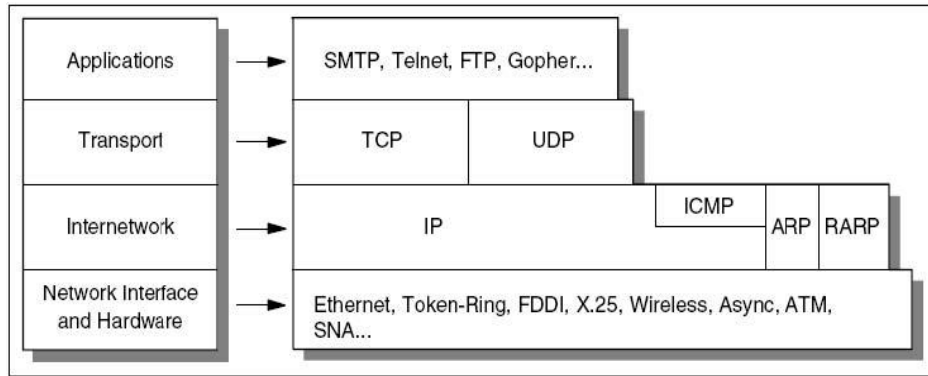 Applications
SMTP, Telnet, FTP, Gopher...
Transport
TCP
UDP
Internetwork
IP
ICMP
ARP
RARP
Network Interface
and Hardware
Ethernet, Token-Ring, FDDI, X.25, Wireless, Async, ATM,
SNA...